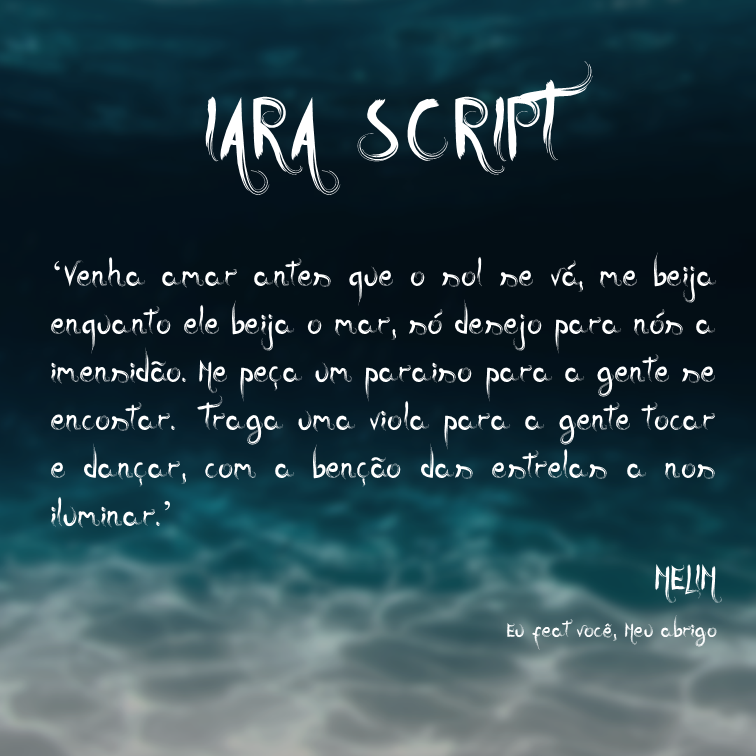 IARA SCRIPT
'Venha amar antes que o sol se vá, me beija
enquanto ele beija o mar, só desejo para nós a
imensidão. Me peça um paraiso para a gente se
encostar. Traga uma viola para a gente tocar
e dançar, com a benção das estrelas a nos
iluminar.'
MELIM
Eu feat você, Meu abrigo